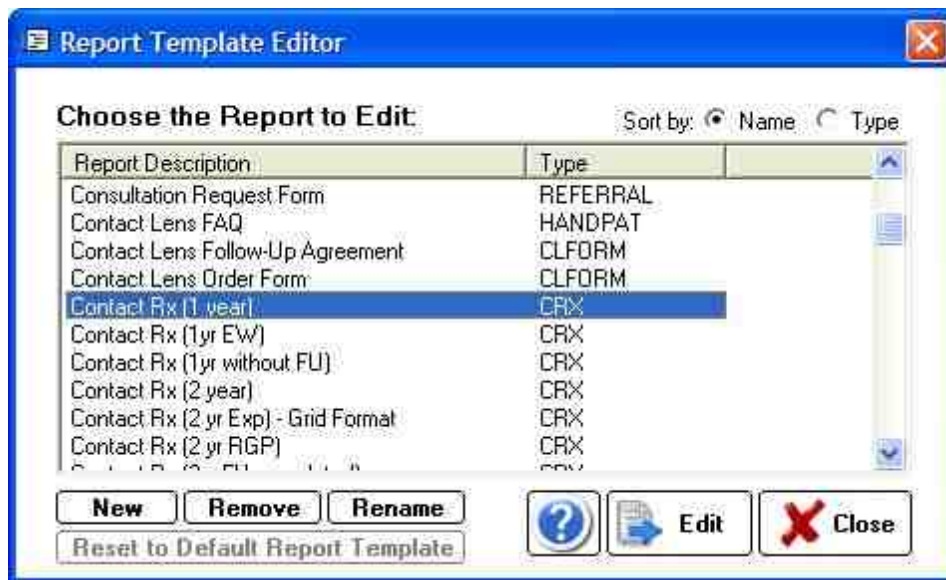 Report Template Editor
Choose the Report to Edit:
Sort by: Name Type
Report Description Type
Consultation Request Form REFERRAL
Contact Lens FAQ HANDPAT
Contact Lens Follow-Up Agreement CLFORM
Contact Lens Order Form CLFORM
Contact Rx (1 year) CRX
Contact Rx (1yr EW) CRX
Contact Rx (1yr without FU) CRX
Contact Rx (2 year) CRX
Contact Rx (2 yr Exp) - Grid Format CRX
Contact Rx (2 yr RGP) CRX
New Remove Rename
Edit Close
Reset to Default Report Template